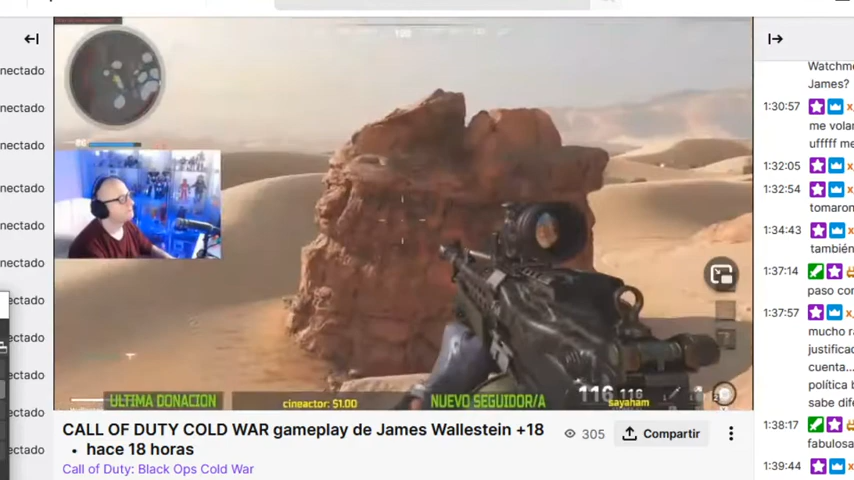 nectado
nectado
nectado
nectado
nectado
nectado
nectado
nectado
ectado
ectado
ectado
100
ULTIMA DONACION
cineactor: $1.00
NUEVO SEGUIDOR/A
sayaham
116 116
CALL OF DUTY COLD WAR gameplay de James Wallestein +18
• hace 18 horas
Call of Duty: Black Ops Cold War
305
Compartir
Watchme
James?
1:30:57 x
me volar
ufffff me
1:32:05 x
1:32:54 x
tomaron
1:34:43 x
también
1:37:14
paso cor
1:37:57 x
mucho ra
justificad
cuenta...
política b
sabe dife
1:38:17
fabulosa
1:39:44 x